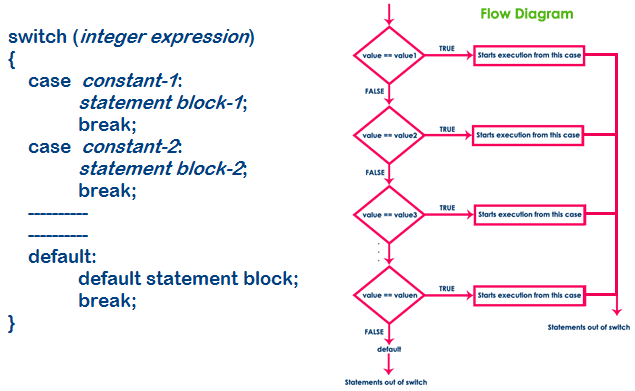 switch (integer expression)
{
case constant-1:
statement block-1;
break;
case constant-2:
statement block-2;
break;
----------
----------
default:
default statement block;
break;
}
Flow Diagram
value == value1
TRUE
Starts execution from this case
FALSE
value == value2
TRUE
Starts execution from this case
FALSE
value == value3
TRUE
Starts execution from this case
value == valuen
TRUE
Starts execution from this case
FALSE
default
Statements out of switch
Statements out of switch